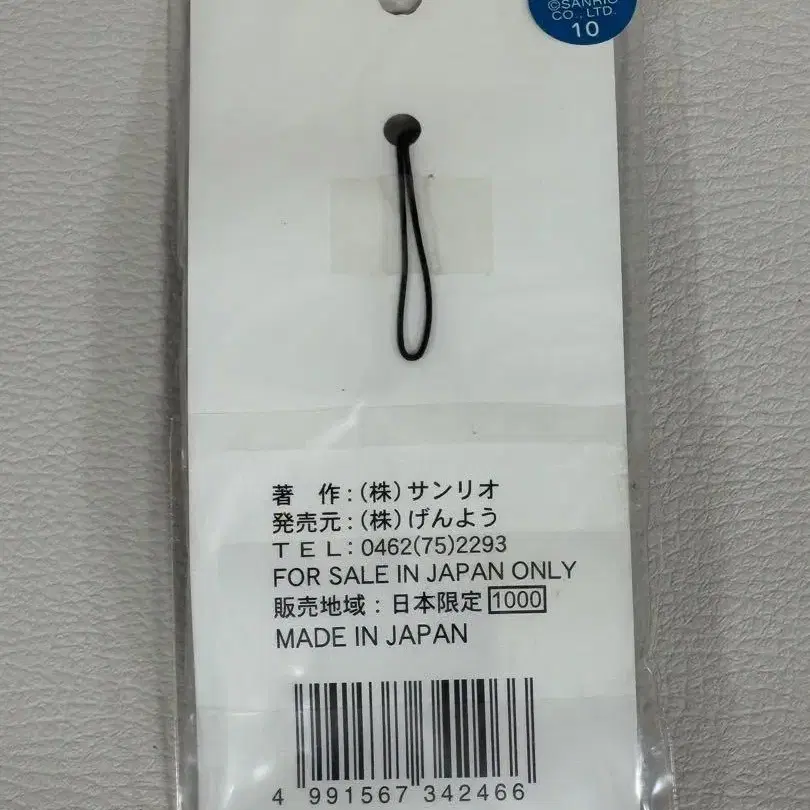 ©SANRIO
CO., LTD.
10
著　作：(株)サンリオ
発売元：(株)げんよう
ＴＥＬ：0462(75)2293
FOR SALE IN JAPAN ONLY
販売地域：日本限定 1000
MADE IN JAPAN
4 991567 342466